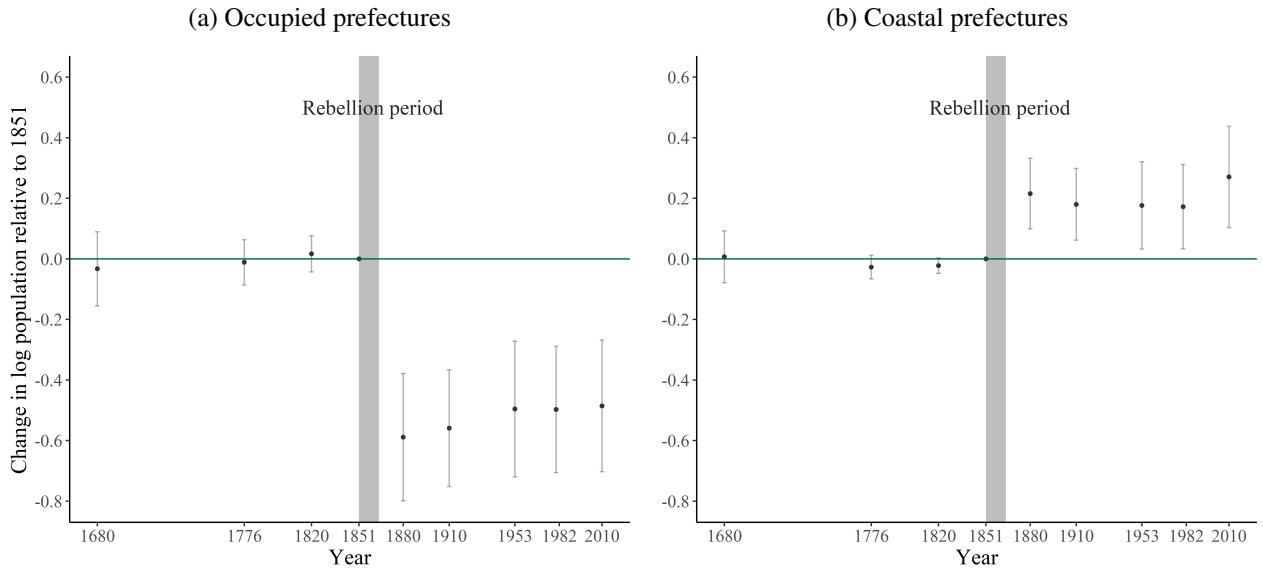 (a) Occupied prefectures
Change in log population relative to 1851
0.6
0.4
0.2
0.0
-0.2
-0.4
-0.6
-0.8
Rebellion period
1680 1776 1820 1851 1880 1910 1953 1982 2010
Year
(b) Coastal prefectures
0.6
0.4
0.2
0.0
-0.2
-0.4
-0.6
-0.8
Rebellion period
1680 1776 1820 1851 1880 1910 1953 1982 2010
Year